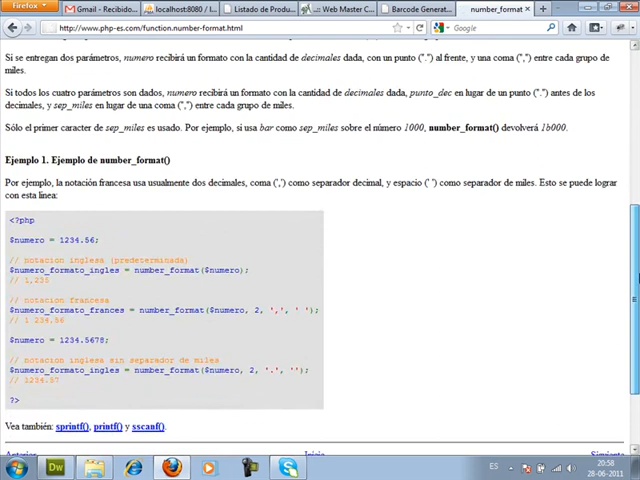 Firefox
Gmail - Recibido...
localhost:8080 / l...
Listado de Produ...
Web Master C...
Barcode Generat...
number_format
http://www.php-es.com/function.number-format.html
Google
Si se entregan dos parámetros, numero recibirá un formato con la cantidad de decimales dada, con un punto (".") al frente, y una coma (",") entre cada grupo de
miles.
Si todos los cuatro parámetros son dados, numero recibirá un formato con la cantidad de decimales dada, punto_dec en lugar de un punto (".") antes de los
decimales, y sep_miles en lugar de una coma (",") entre cada grupo de miles.
Sólo el primer caracter de sep_miles es usado. Por ejemplo, si usa bar como sep_miles sobre el número 1000, number_format() devolverá 1b000.
Ejemplo 1. Ejemplo de number_format()
Por ejemplo, la notación francesa usa usualmente dos decimales, coma (',') como separador decimal, y espacio (' ') como separador de miles. Esto se puede lograr
con esta línea:
<?php
$numero = 1234.56;
// notacion inglesa (predeterminada)
$numero_formato_ingles = number_format($numero);
// 1,235
// notacion francesa
$numero_formato_frances = number_format($numero, 2, ',', ' ');
// 1 234.56
$numero = 1234.5678;
// notacion inglesa sin separador de miles
$numero_formato_ingles = number_format($numero, 2, '.', '');
// 1234.57
?>
Vea también: sprintf(), printf() y sscanf().
Anterior
Inicio
Siguiente
Dw
ES
20:58
28-06-2011